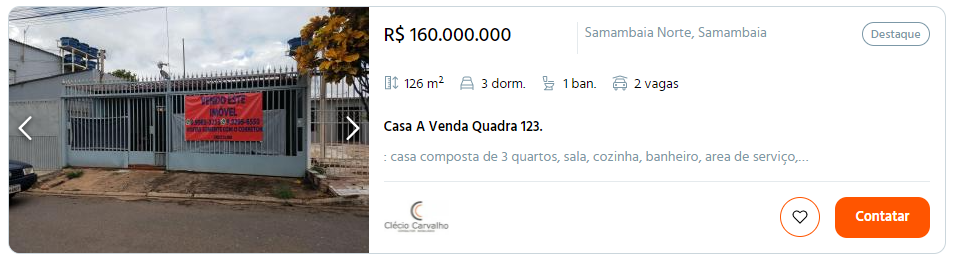 R$ 160.000.000
Samambaia Norte, Samambaia
Destaque
126 m²
3 dorm.
1 ban.
2 vagas
Casa A Venda Quadra 123.
: casa composta de 3 quartos, sala, cozinha, banheiro, area de serviço,...
VENDO ESTE
IMÓVEL
Clécio Carvalho
Contatar